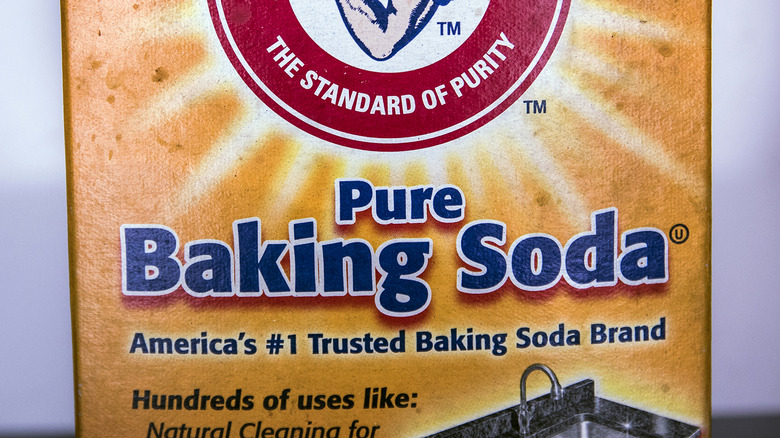 TM
THE STANDARD OF PURITY
TM
Pure
Baking Soda Ⓤ
America's #1 Trusted Baking Soda Brand
Hundreds of uses like:
Natural Cleaning for